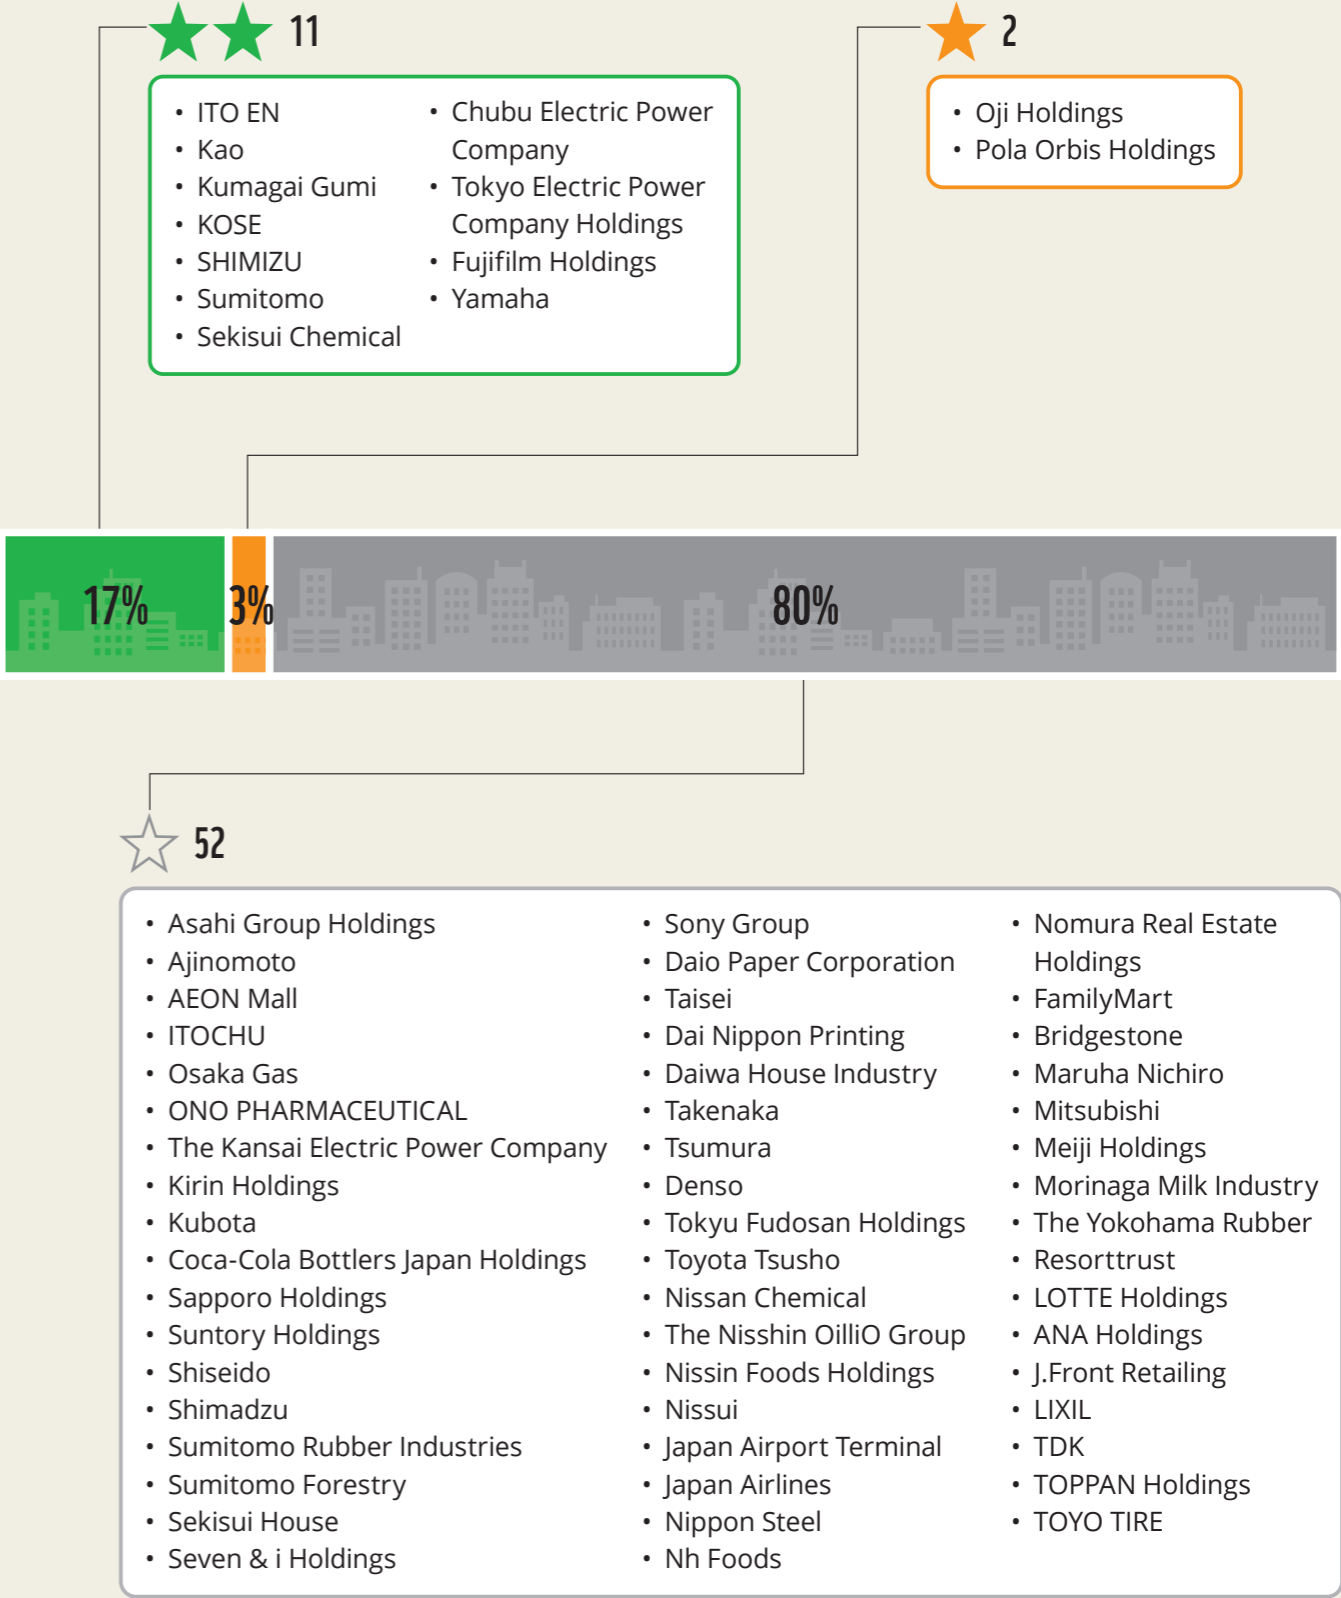 11
• ITO EN
• Kao
• Kumagai Gumi
• KOSE
• SHIMIZU
• Sumitomo
• Sekisui Chemical
• Chubu Electric Power
Company
• Tokyo Electric Power
Company Holdings
• Fujifilm Holdings
• Yamaha
2
• Oji Holdings
• Pola Orbis Holdings
17%
3%
80%
52
• Asahi Group Holdings
• Ajinomoto
• AEON Mall
• ITOCHU
• Osaka Gas
• ONO PHARMACEUTICAL
• The Kansai Electric Power Company
• Kirin Holdings
• Kubota
• Coca-Cola Bottlers Japan Holdings
• Sapporo Holdings
• Suntory Holdings
• Shiseido
• Shimadzu
• Sumitomo Rubber Industries
• Sumitomo Forestry
• Sekisui House
• Seven & i Holdings
• Sony Group
• Daio Paper Corporation
• Taisei
• Dai Nippon Printing
• Daiwa House Industry
• Takenaka
• Tsumura
• Denso
• Tokyu Fudosan Holdings
• Toyota Tsusho
• Nissan Chemical
• The Nisshin OilliO Group
• Nissin Foods Holdings
• Nissui
• Japan Airport Terminal
• Japan Airlines
• Nippon Steel
• Nh Foods
• Nomura Real Estate
Holdings
• FamilyMart
• Bridgestone
• Maruha Nichiro
• Mitsubishi
• Meiji Holdings
• Morinaga Milk Industry
• The Yokohama Rubber
• Resorttrust
• LOTTE Holdings
• ANA Holdings
• J.Front Retailing
• LIXIL
• TDK
• TOPPAN Holdings
• TOYO TIRE